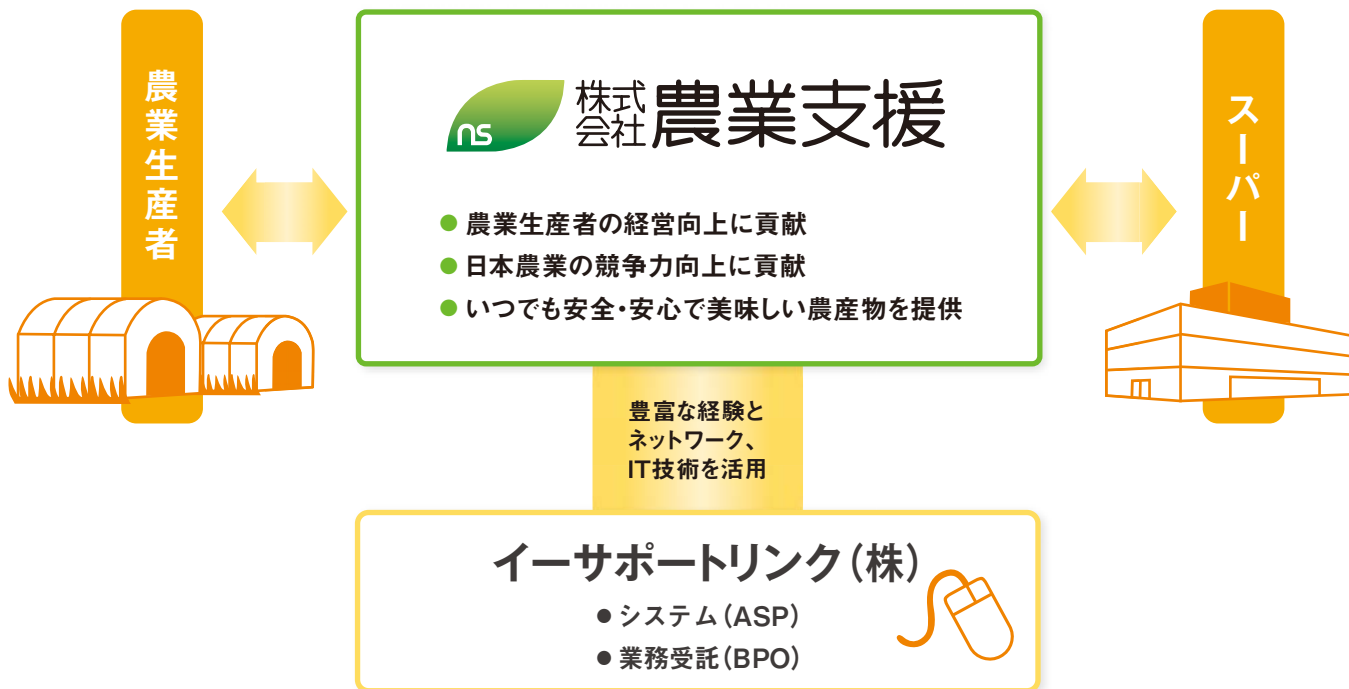 農業生産者
ns
株式会社農業支援
● 農業生産者の経営向上に貢献
● 日本農業の競争力向上に貢献
● いつでも安全・安心で美味しい農産物を提供
スーパー
豊富な経験と
ネットワーク、
IT技術を活用
イーサポートリンク(株)
● システム(ASP)
● 業務受託(BPO)